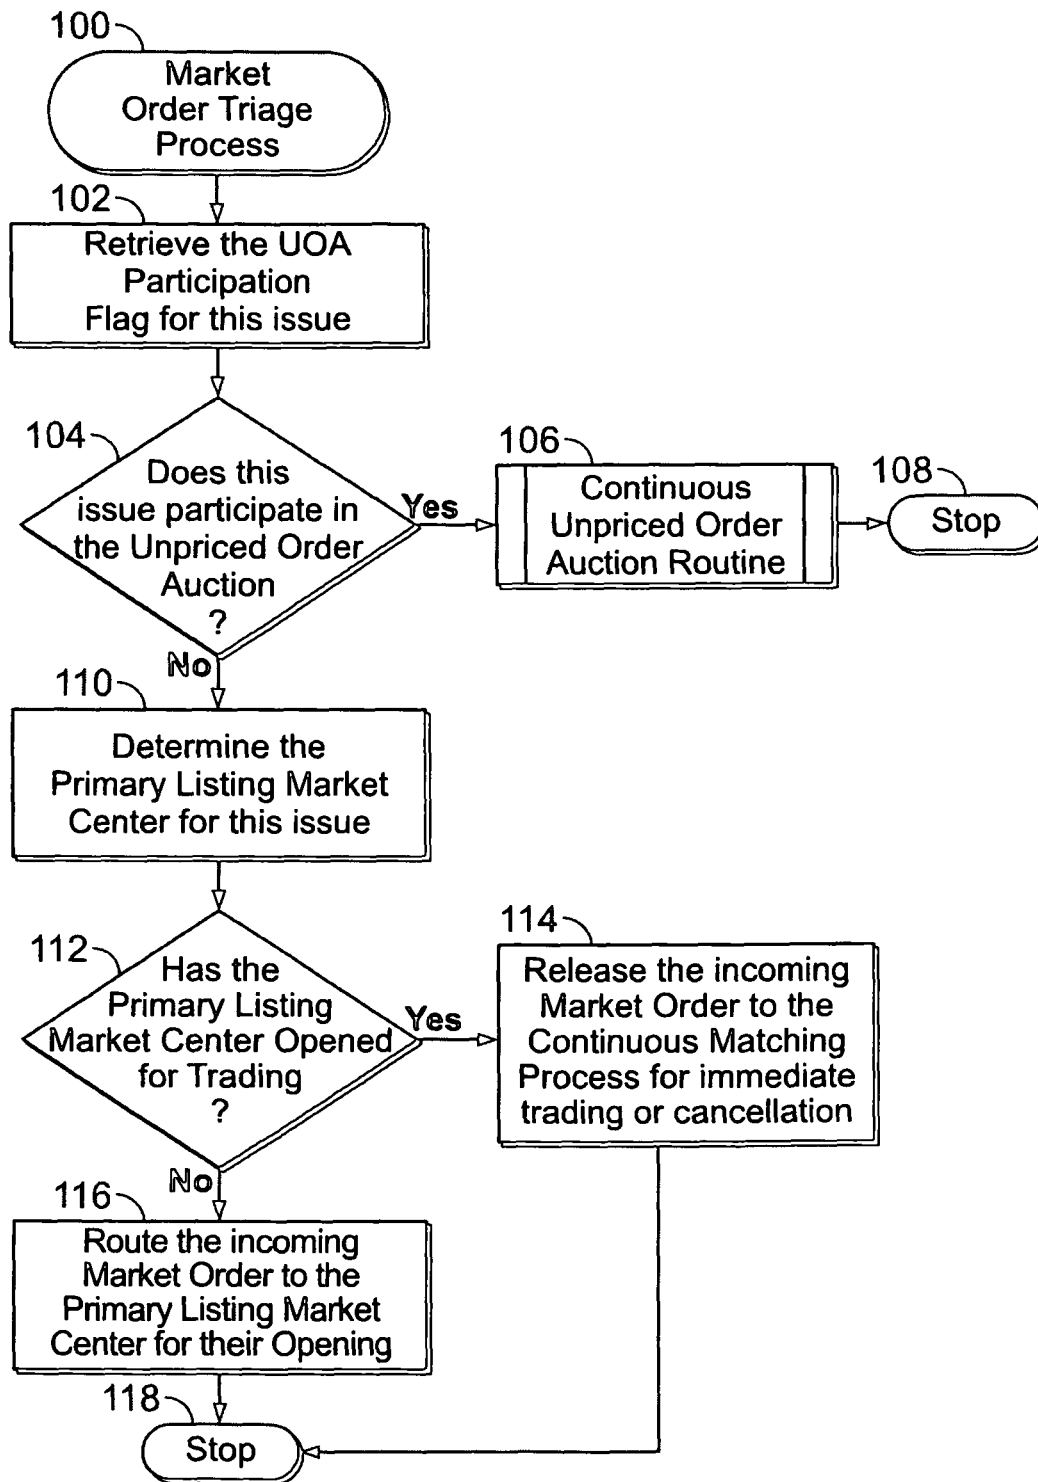 100
Market
Order Triage
Process
102
Retrieve the UOA
Participation
Flag for this issue
104
Does this
issue participate in
the Unpriced Order
Auction
?
Yes
106
Continuous
Unpriced Order
Auction Routine
108
Stop
No
110
Determine the
Primary Listing Market
Center for this issue
112
Has the
Primary Listing
Market Center Opened
for Trading
?
Yes
114
Release the incoming
Market Order to the
Continuous Matching
Process for immediate
trading or cancellation
No
116
Route the incoming
Market Order to the
Primary Listing Market
Center for their Opening
118
Stop